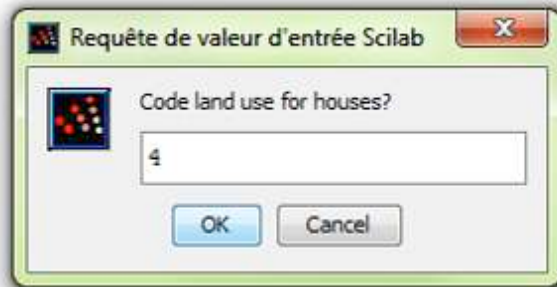 Requête de valeur d'entrée Scilab
Code land use for houses?
4
OK
Cancel